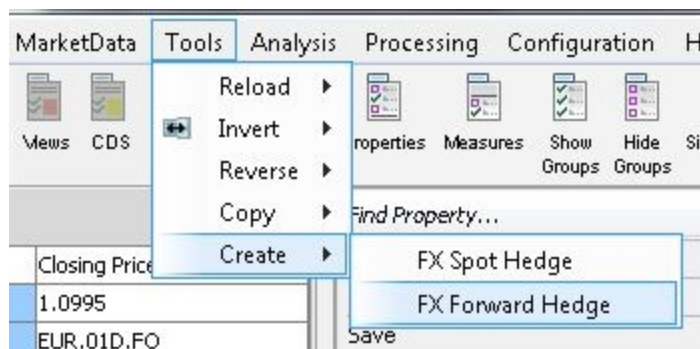 MarketData Tools Analysis Processing Configuration
Reload
Invert
Reverse
Copy
Create
FX Spot Hedge
FX Forward Hedge
Views CDS
Measures Show Groups Hide Groups
Find Property...
Closing Price
1.0995
EUR.01D.FO
Save